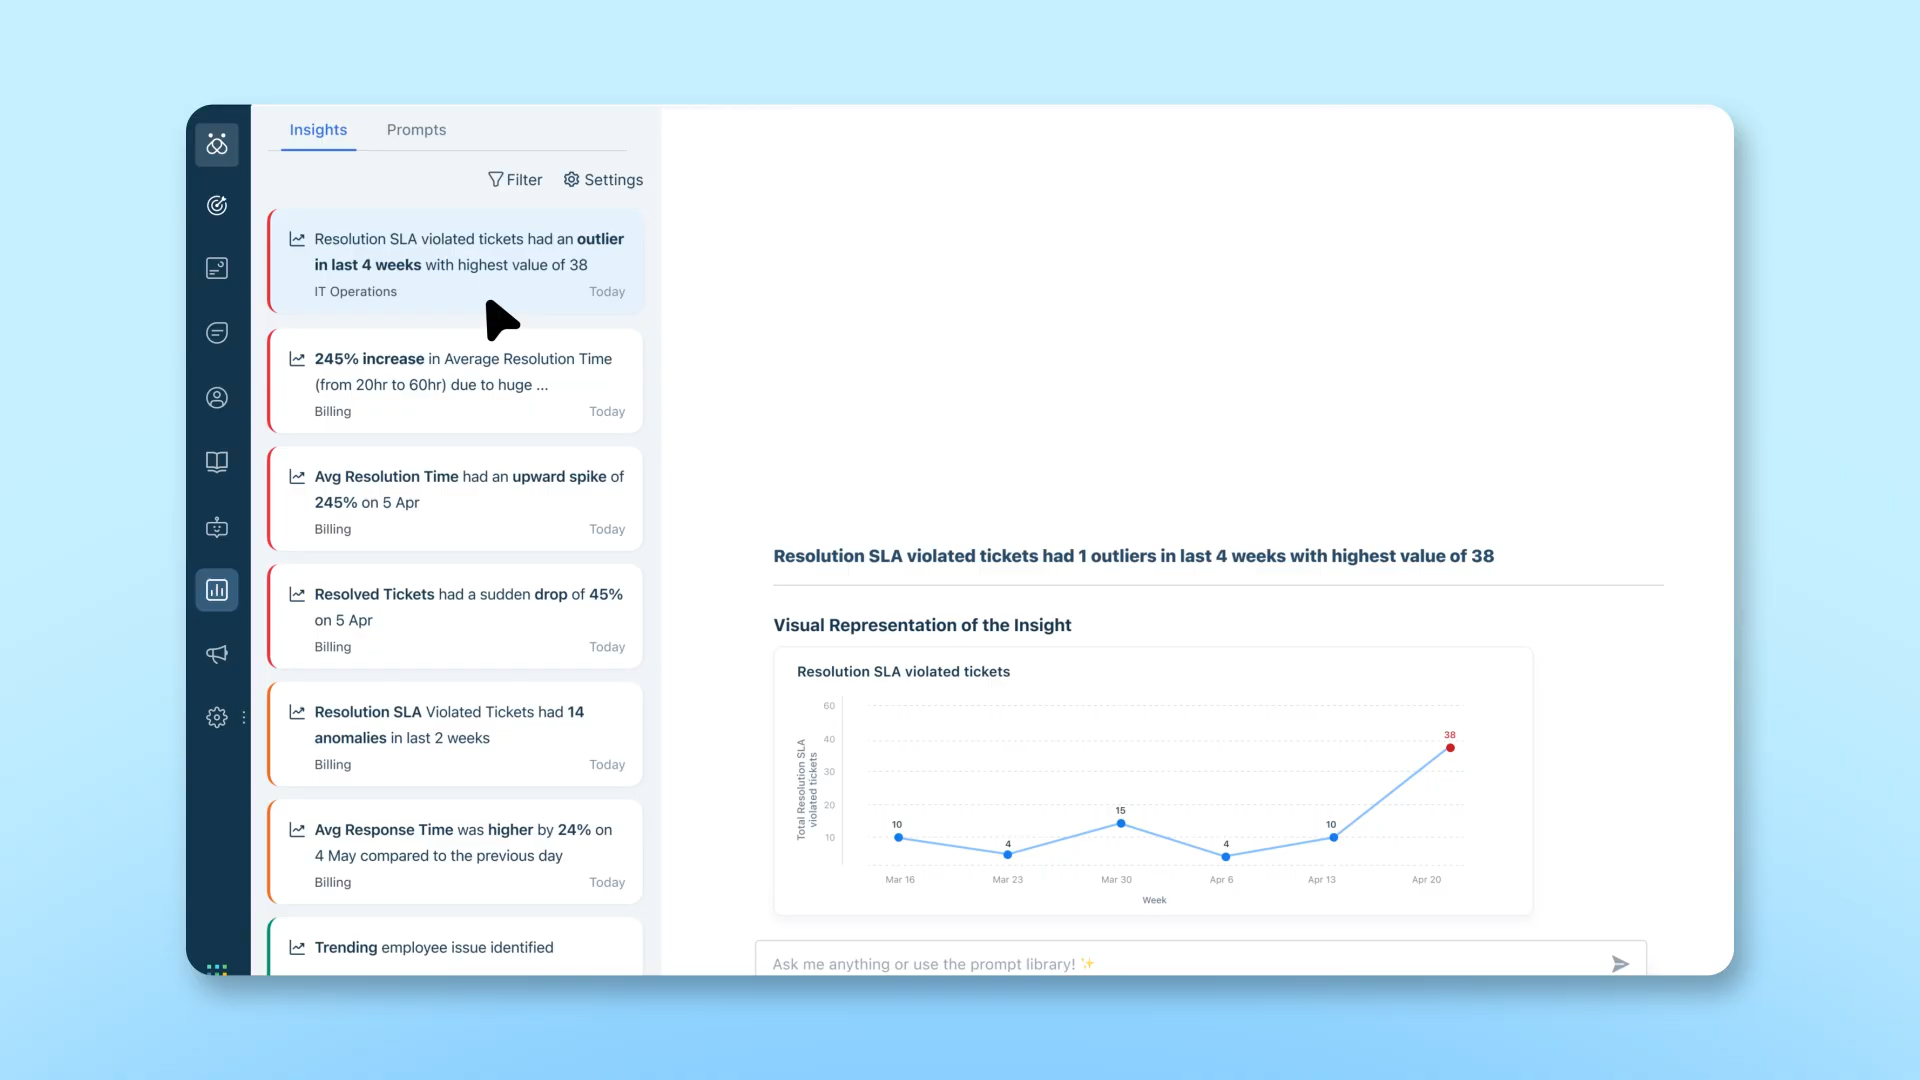 Insights Prompts
Filter Settings
Resolution SLA violated tickets had an outlier
in last 4 weeks with highest value of 38
IT Operations Today
245% increase in Average Resolution Time
(from 20hr to 60hr) due to huge ...
Billing Today
Avg Resolution Time had an upward spike of
245% on 5 Apr
Billing Today
Resolved Tickets had a sudden drop of 45%
on 5 Apr
Billing Today
Resolution SLA Violated Tickets had 14
anomalies in last 2 weeks
Billing Today
Avg Response Time was higher by 24% on
4 May compared to the previous day
Billing Today
Trending employee issue identified
Resolution SLA violated tickets had 1 outliers in last 4 weeks with highest value of 38
Visual Representation of the Insight
Resolution SLA violated tickets
Total Resolution SLA
violated tickets
60
40
30
20
10
10
4
15
4
10
38
Mar 16 Mar 23 Mar 30 Apr 6 Apr 13 Apr 20
Week
Ask me anything or use the prompt library! ✨